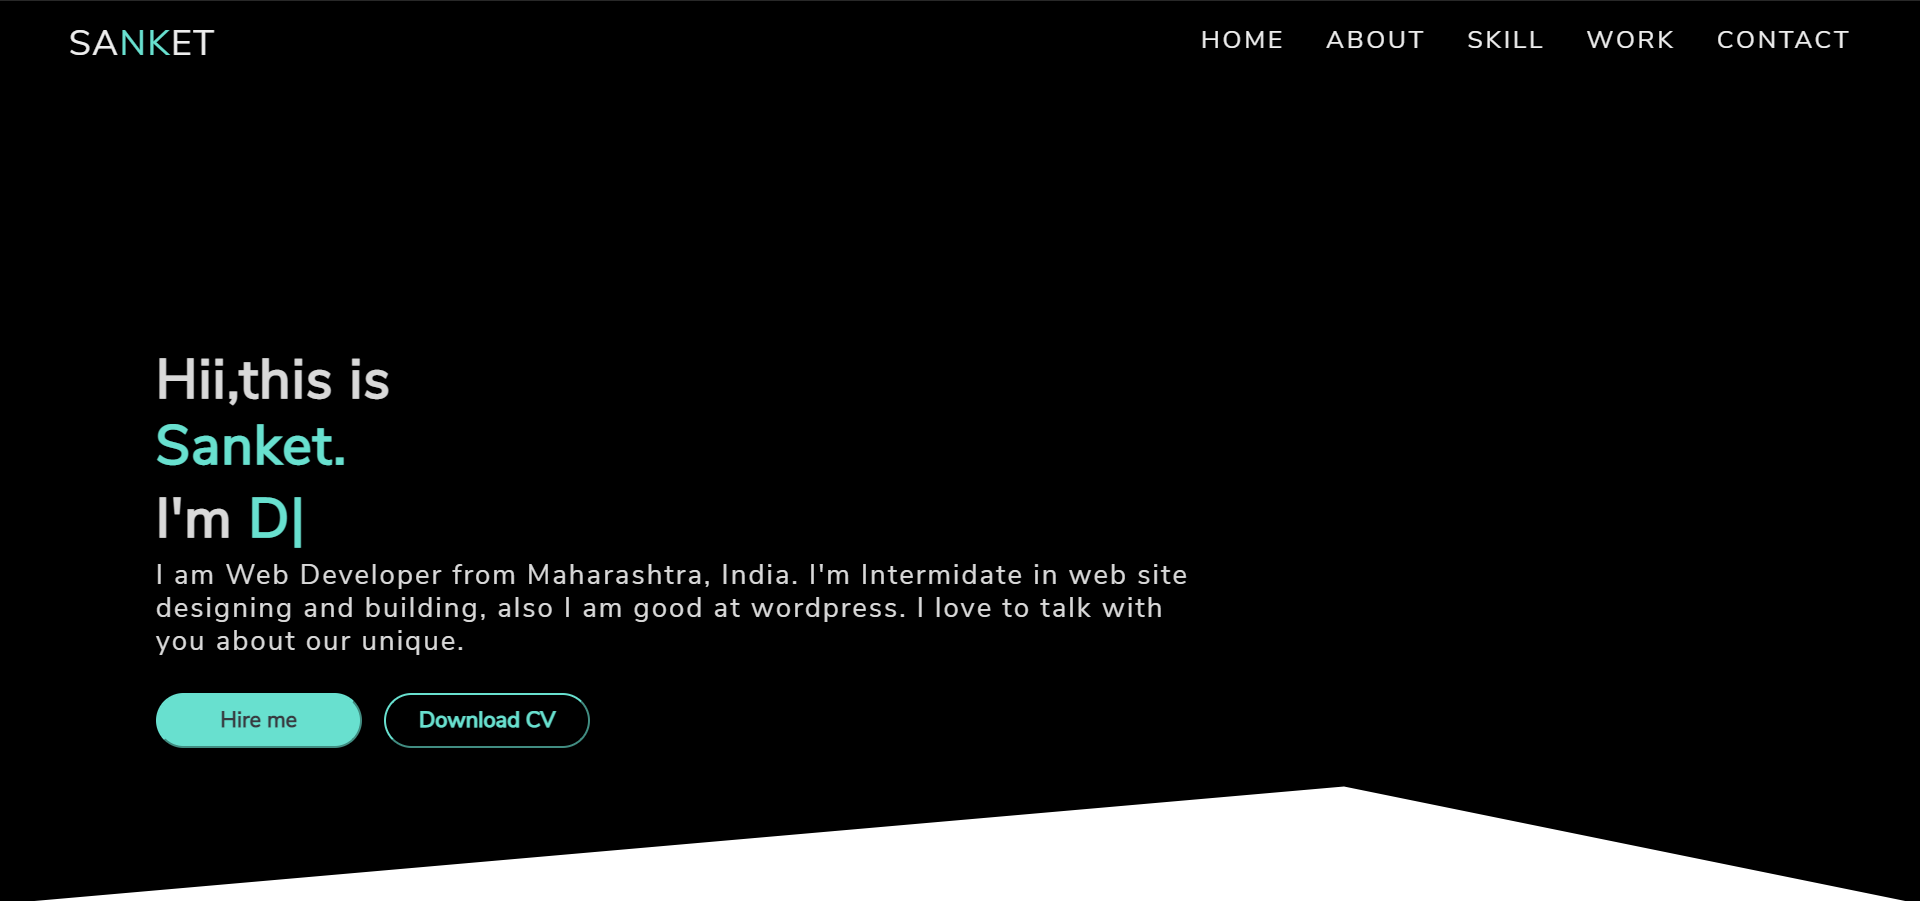 SANKET
HOME ABOUT SKILL WORK CONTACT
Hii,this is
Sanket.
I'm D|
I am Web Developer from Maharashtra, India. I'm Intermidate in web site
designing and building, also I am good at wordpress. I love to talk with
you about our unique.
Hire me
Download CV